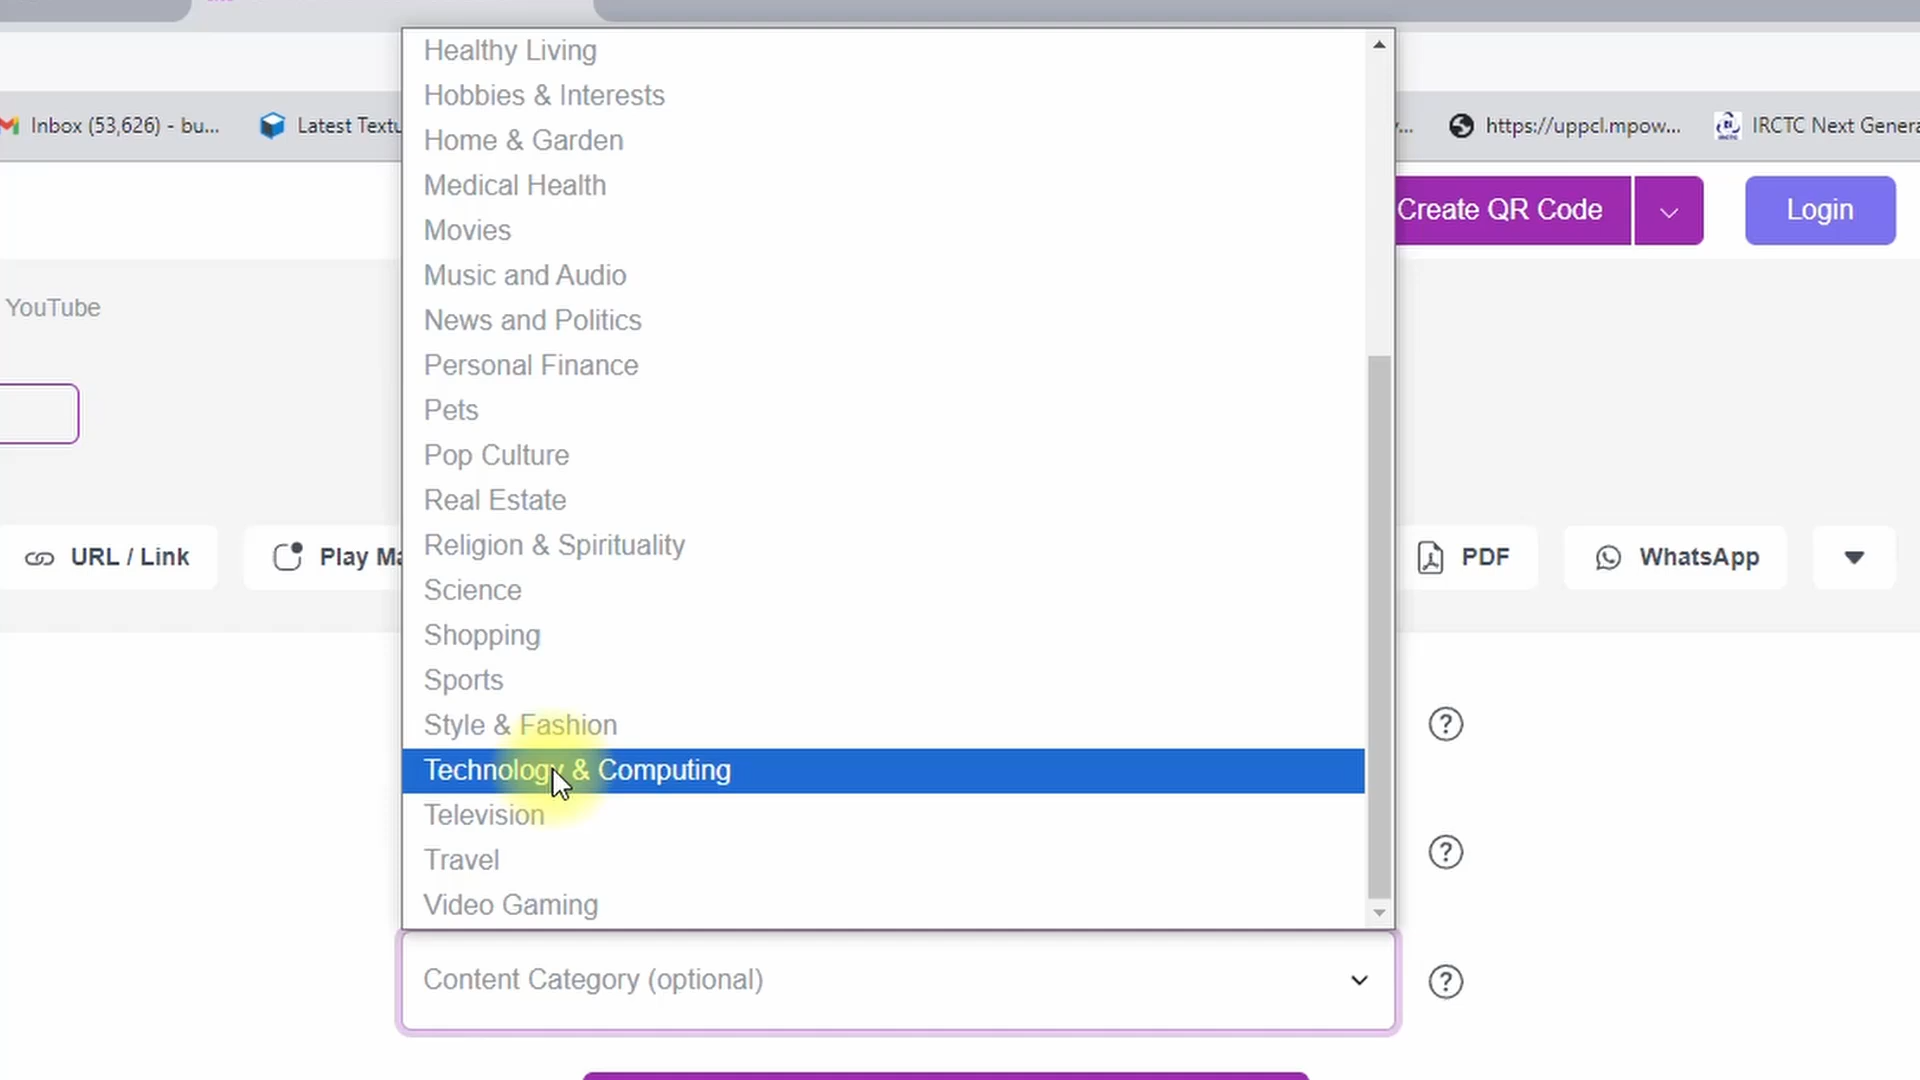 Healthy Living
Hobbies & Interests
Home & Garden
Medical Health
Movies
Music and Audio
News and Politics
Personal Finance
Pets
Pop Culture
Real Estate
Religion & Spirituality
Science
Shopping
Sports
Style & Fashion
Technology & Computing
Television
Travel
Video Gaming
Content Category (optional)
Inbox (53,626) - bu...
Latest Textu
https://uppcl.mpow...
IRCTC Next Genera
Create QR Code
Login
YouTube
URL / Link
Play Ma
PDF
WhatsApp